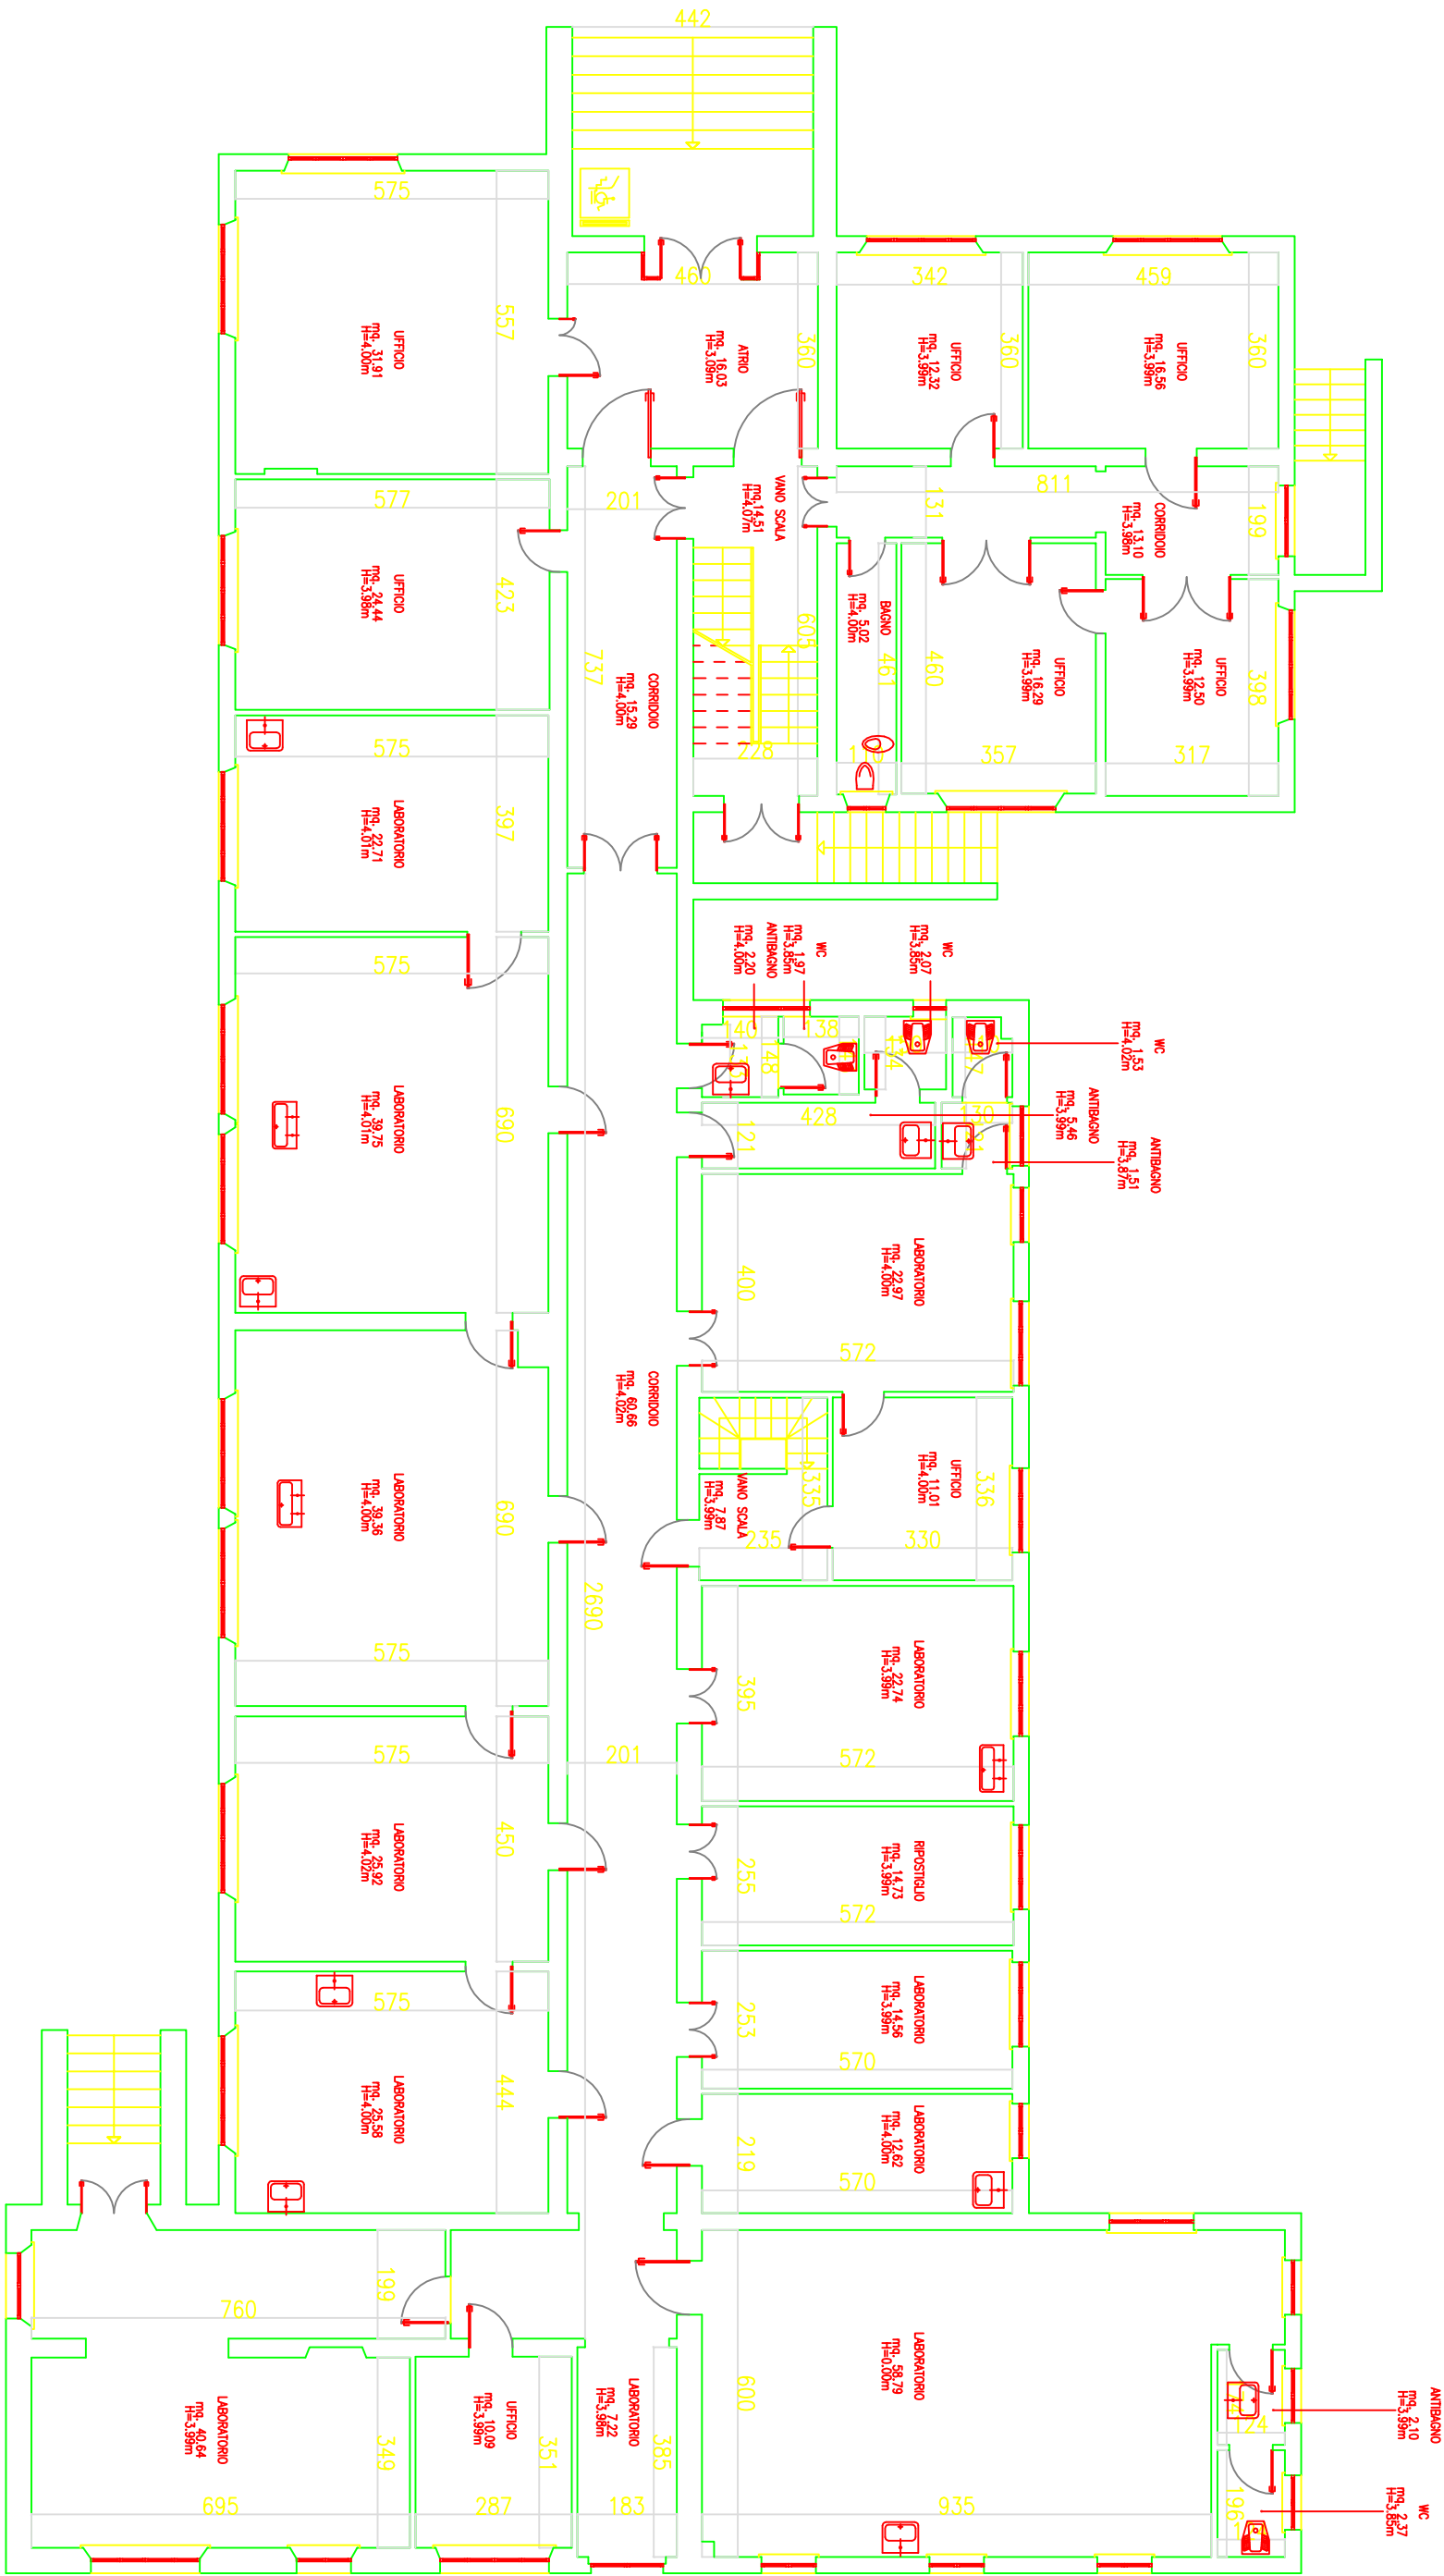 442
575
557
UFFICIO
mq. 31.91
H=4.00m
460
ATRIO
mq. 16.03
H=3.09m
360
342
UFFICIO
mq. 12.32
H=3.99m
360
459
UFFICIO
mq. 16.56
H=3.99m
360
577
423
UFFICIO
mq. 24.44
H=3.98m
201
VANO SCALA
mq. 14.51
H=4.07m
131
811
CORRIDOIO
mq. 13.10
H=3.98m
199
737
CORRIDOIO
mq. 15.29
H=4.00m
605
228
BAGNO
mq. 5.02
H=4.00m
461
110
460
UFFICIO
mq. 16.29
H=3.99m
357
UFFICIO
mq. 12.50
H=3.99m
398
317
575
397
LABORATORIO
mq. 22.71
H=4.01m
575
690
LABORATORIO
mq. 39.75
H=4.01m
ANTIBAGNO
mq. 2.20
H=4.00m
WC
mq. 1.97
H=3.85m
WC
mq. 2.07
H=3.85m
WC
mq. 1.53
H=4.02m
140
148
138
ANTIBAGNO
mq. 5.46
H=3.99m
ANTIBAGNO
mq. 1.51
H=3.87m
428
121
130
LABORATORIO
mq. 22.97
H=4.00m
400
572
CORRIDOIO
mq. 60.66
H=4.02m
LABORATORIO
mq. 39.36
H=4.00m
690
575
2690
VANO SCALA
mq. 7.87
H=3.99m
335
235
UFFICIO
mq. 11.01
H=4.00m
336
330
LABORATORIO
mq. 22.74
H=3.99m
395
572
575
450
LABORATORIO
mq. 25.92
H=4.02m
201
RIPOSTIGLIO
mq. 14.73
H=3.99m
255
572
575
444
LABORATORIO
mq. 25.58
H=4.00m
LABORATORIO
mq. 14.56
H=3.99m
253
570
LABORATORIO
mq. 12.62
H=4.00m
219
570
199
760
LABORATORIO
mq. 40.64
H=3.99m
349
695
UFFICIO
mq. 10.09
H=3.99m
351
287
LABORATORIO
mq. 7.22
H=3.98m
385
183
LABORATORIO
mq. 58.79
H=0.00m
600
935
ANTIBAGNO
mq. 2.10
H=3.99m
124
WC
mq. 2.37
H=3.85m
196